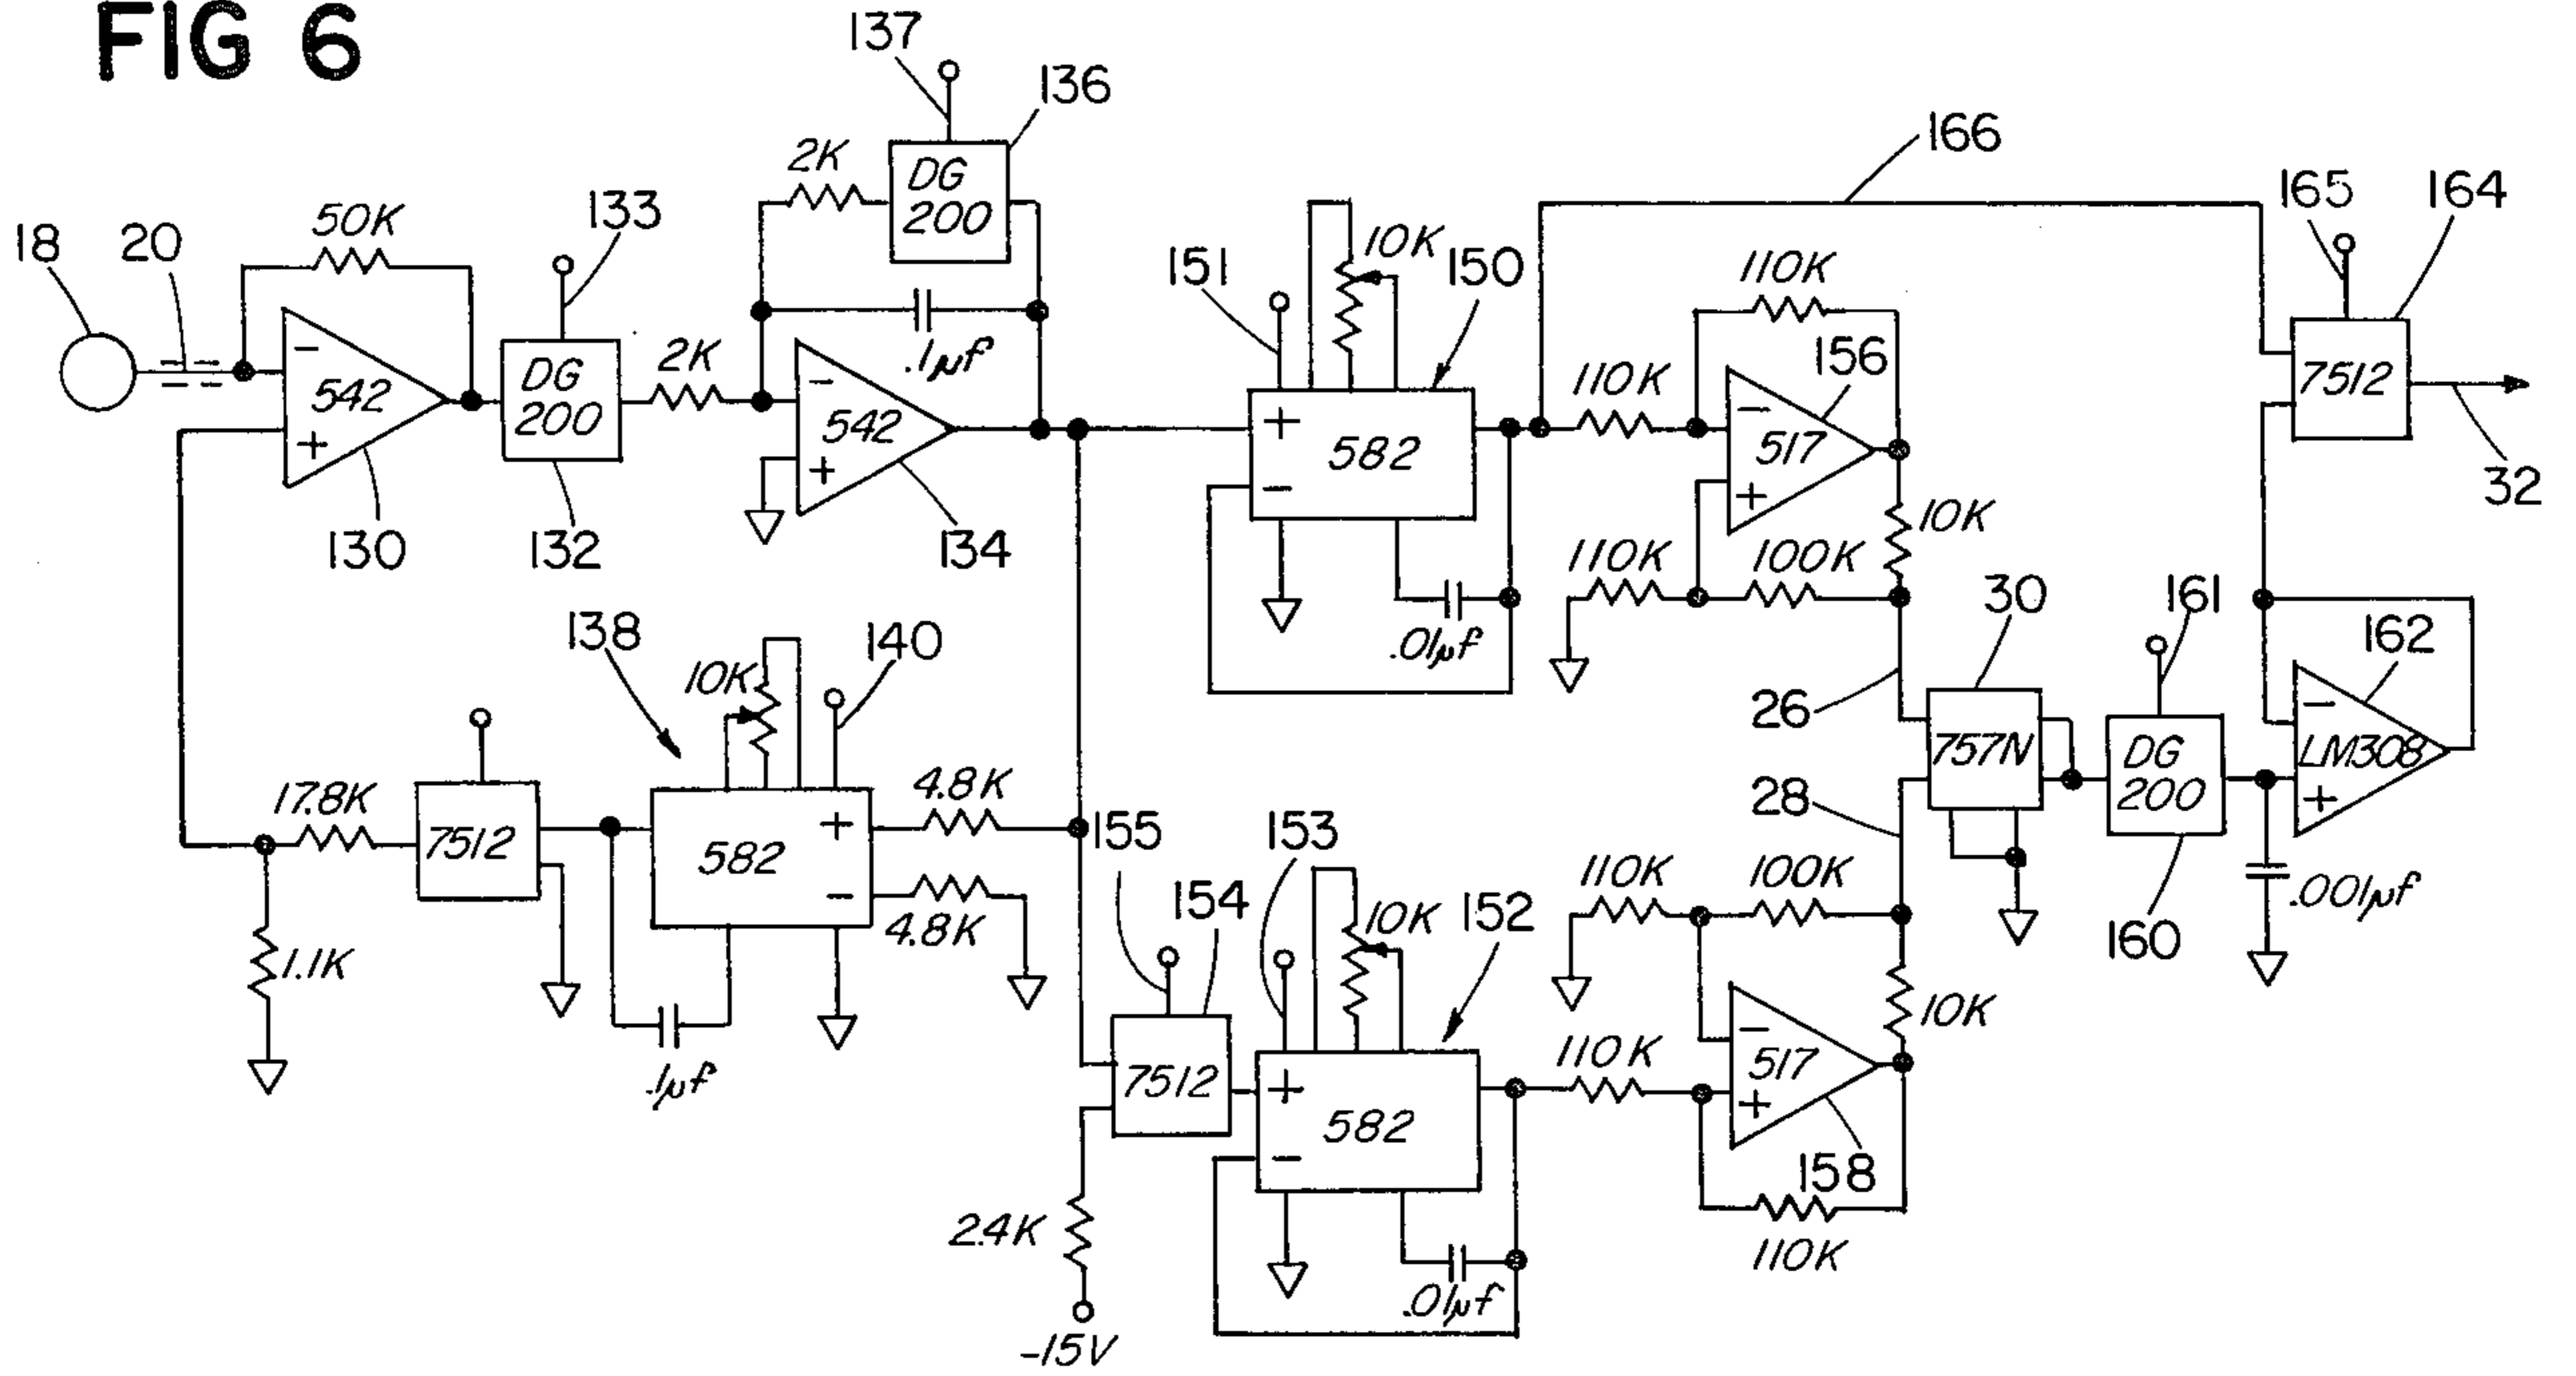 FIG 6
137
136
2K
DG
200
166
133
165
164
18
20
50K
151
10K
150
110K
-
542
+
DG
200
2K
.1μf
-
542
+
+
582
-
110K
-
517
+
156
7512
32
130
132
134
110K
100K
10K
.01μf
30
161
162
138
10K
140
26
757N
DG
200
-
LM308
+
17.8K
7512
582
+
-
4.8K
4.8K
155
153
28
1.1K
.1μf
154
10K
152
110K
100K
160
.001μf
7512
+
582
-
110K
-
517
+
10K
2.4K
158
.01μf
110K
-15V